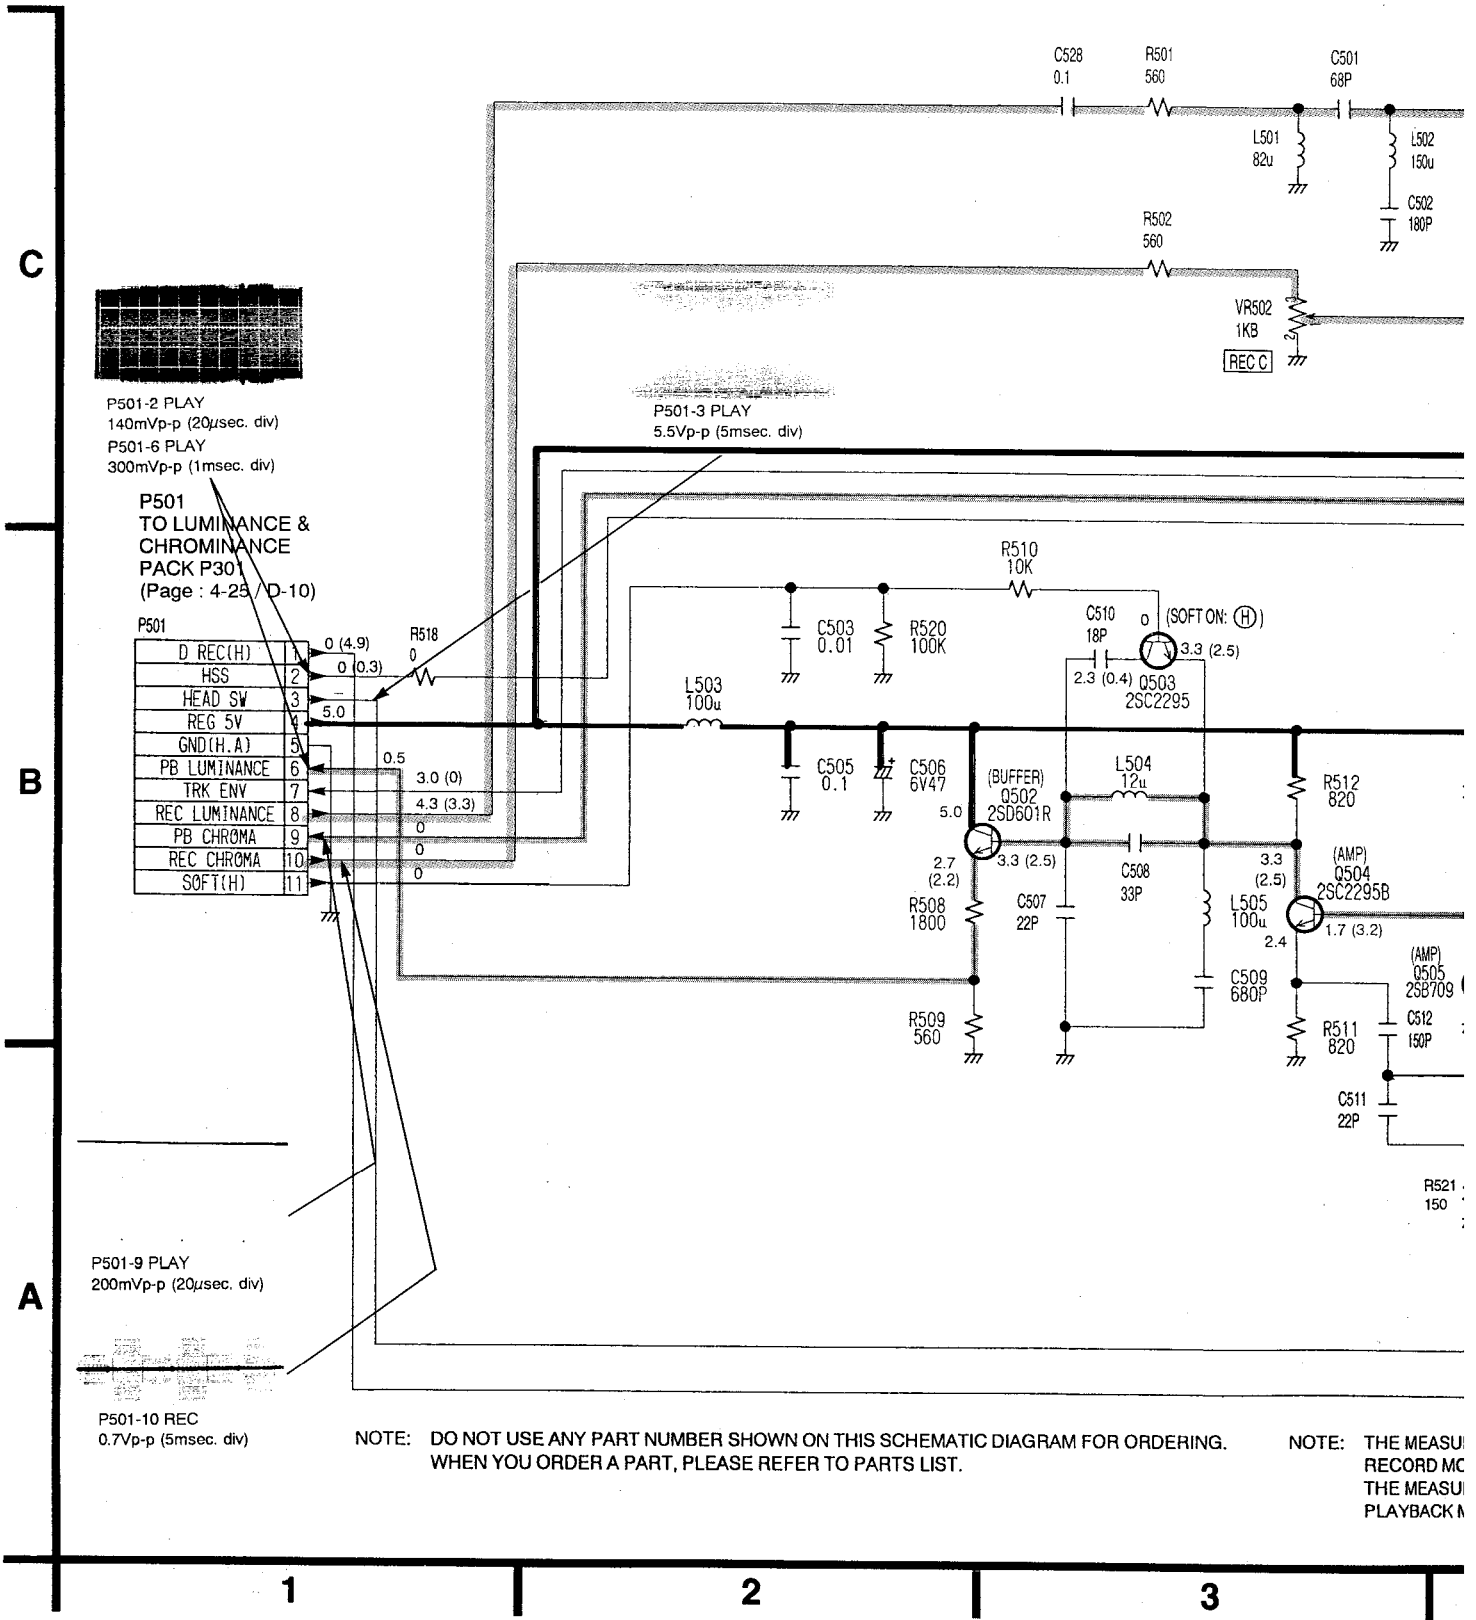 C528
0.1
R501
560
C501
68P
L501
82u
L502
150u
C502
180P
R502
560
C
VR502
1KB
3
2
REC C
P501-2 PLAY
140mVp-p (20µsec. div)
P501-6 PLAY
300mVp-p (1msec. div)
P501-3 PLAY
5.5Vp-p (5msec. div)
P501
TO LUMINANCE &
CHROMINANCE
PACK P301
(Page : 4-25 / D-10)
R510
10K
P501
D REC(H) 1 0 (4.9)
HSS 2 0 (0.3)
HEAD SW 3 –
REG 5V 4 5.0
GND(H.A) 5
PB LUMINANCE 6 0.5
TRK ENV 7 3.0 (0)
REC LUMINANCE 8 4.3 (3.3)
PB CHROMA 9 0
REC CHROMA 10 0
SOFT(H) 11 0
R518
0
C503
0.01
R520
100K
C510
18P
0 (SOFT ON: H)
3.3 (2.5)
2.3 (0.4)
Q503
2SC2295
L503
100u
B
C505
0.1
+
C506
6V47
(BUFFER)
Q502
2SD601R
5.0
L504
12u
R512
820
3.3 (2.5)
2.7
(2.2)
C508
33P
3.3
(2.5)
(AMP)
Q504
2SC2295B
R508
1800
C507
22P
L505
100u
2.4
1.7 (3.2)
(AMP)
Q505
2SB709
C509
680P
R509
560
R511
820
C512
150P
C511
22P
R521
150
P501-9 PLAY
200mVp-p (20µsec. div)
A
P501-10 REC
0.7Vp-p (5msec. div)
NOTE: DO NOT USE ANY PART NUMBER SHOWN ON THIS SCHEMATIC DIAGRAM FOR ORDERING.
WHEN YOU ORDER A PART, PLEASE REFER TO PARTS LIST.
NOTE: THE MEASU
RECORD MO
THE MEASU
PLAYBACK M
1
2
3